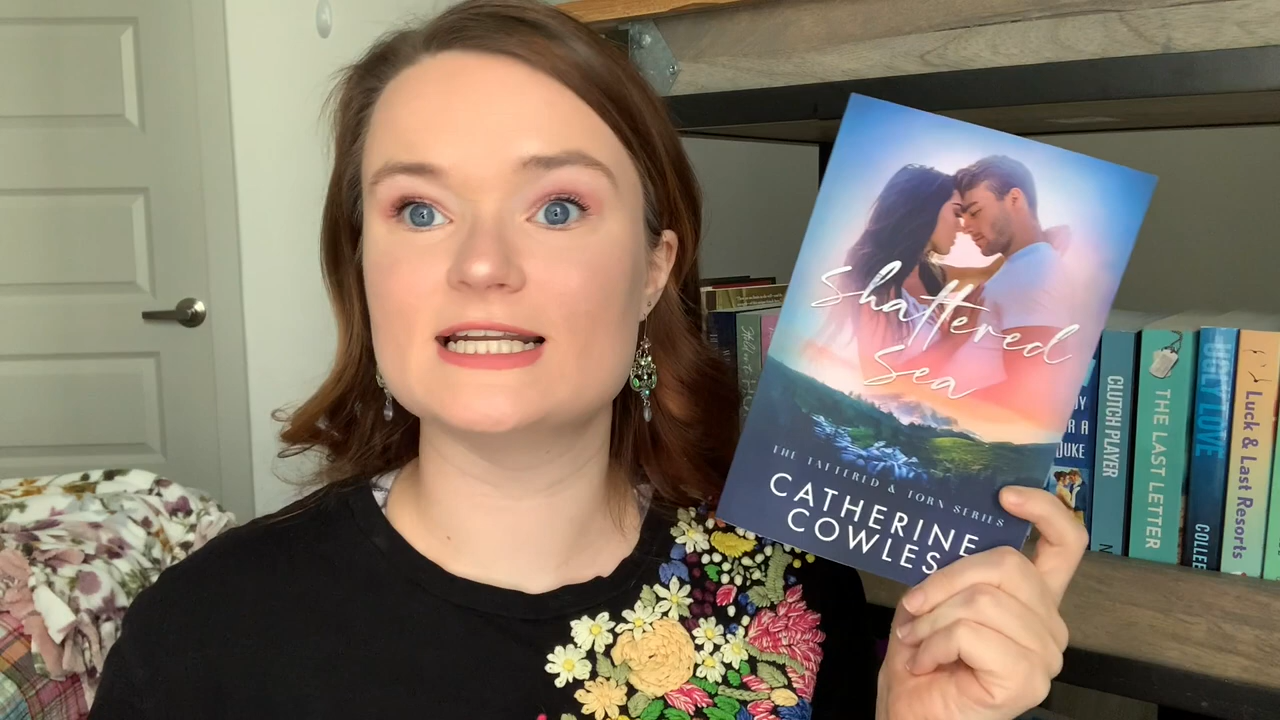 Shattered
Sea
THE TATTERED & TORN SERIES
CATHERINE
COWLES
CLUTCH PLAYER
THE LAST LETTER
UGLY LOVE
COLLEE
Luck & Last Resorts
DUKE